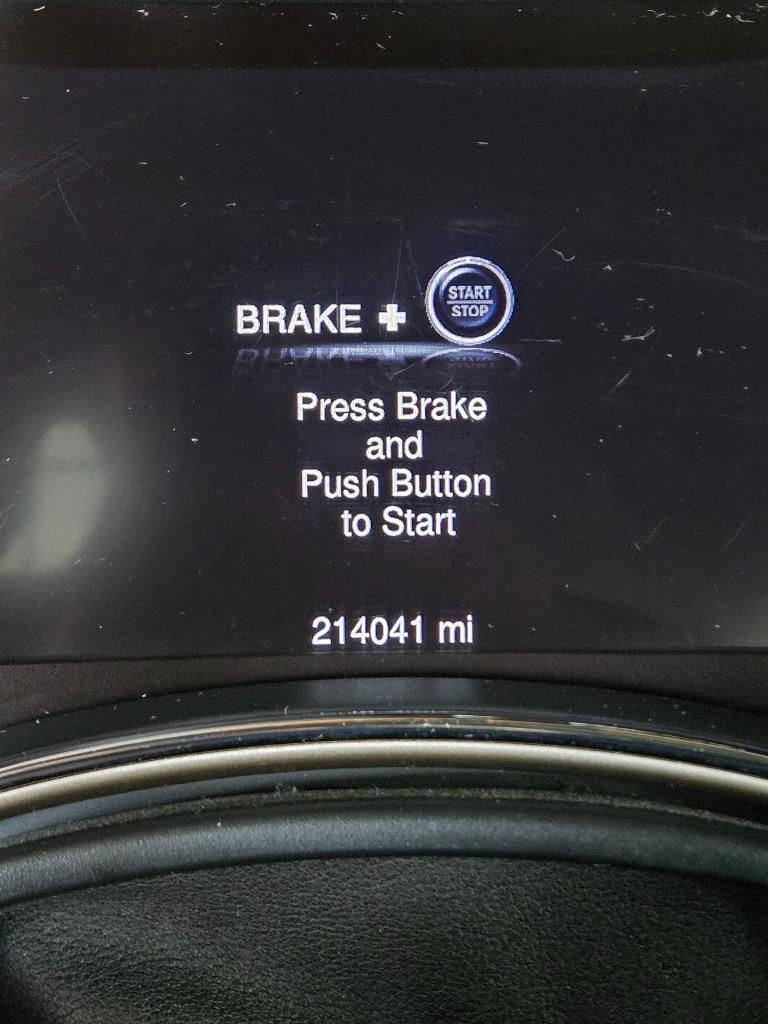 BRAKE + START
STOP
Press Brake
and
Push Button
to Start
214041 mi